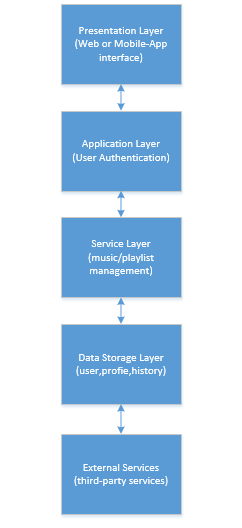 Presentation Layer
(Web or Mobile-App
interface)
Application Layer
(User Authentication)
Service Layer
(music/playlist
management)
Data Storage Layer
(user,profie,history)
External Services
(third-party services)